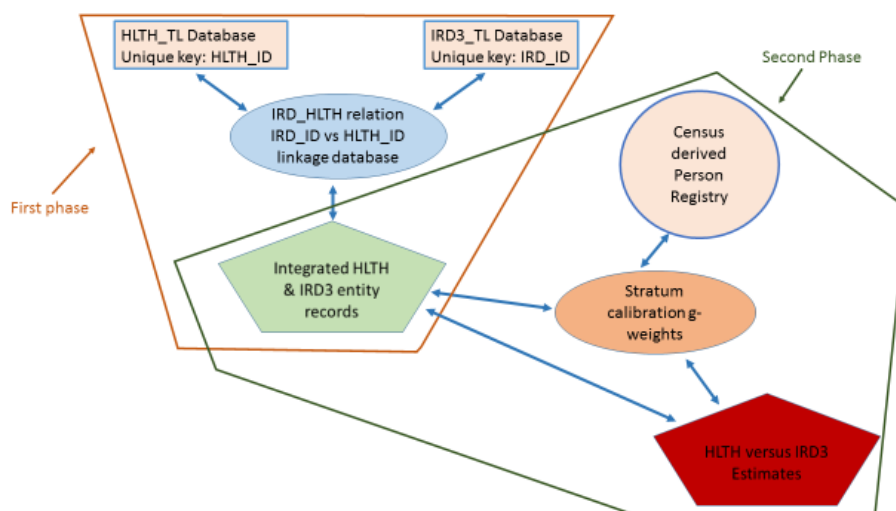 HLTH_TL Database
Unique key: HLTH_ID
IRD3_TL Database
Unique key: IRD_ID
Second Phase
IRD_HLTH relation
IRD_ID vs HLTH_ID
linkage database
Census
derived
Person
Registry
First phase
Integrated HLTH
& IRD3 entity
records
Stratum
calibration g-
weights
HLTH versus IRD3
Estimates